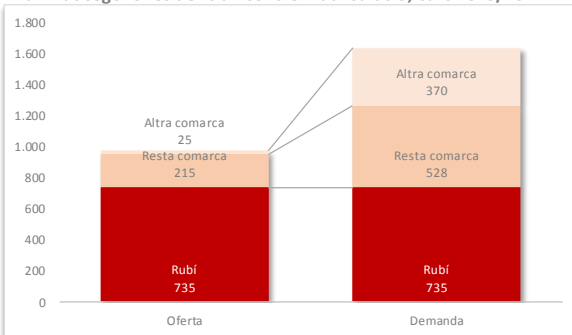 1.800
1.600
1.400
1.200
1.000
800
600
400
200
0
Altra comarca
25
Resta comarca
215
Rubí
735
Altra comarca
370
Resta comarca
528
Rubí
735
Oferta
Demanda